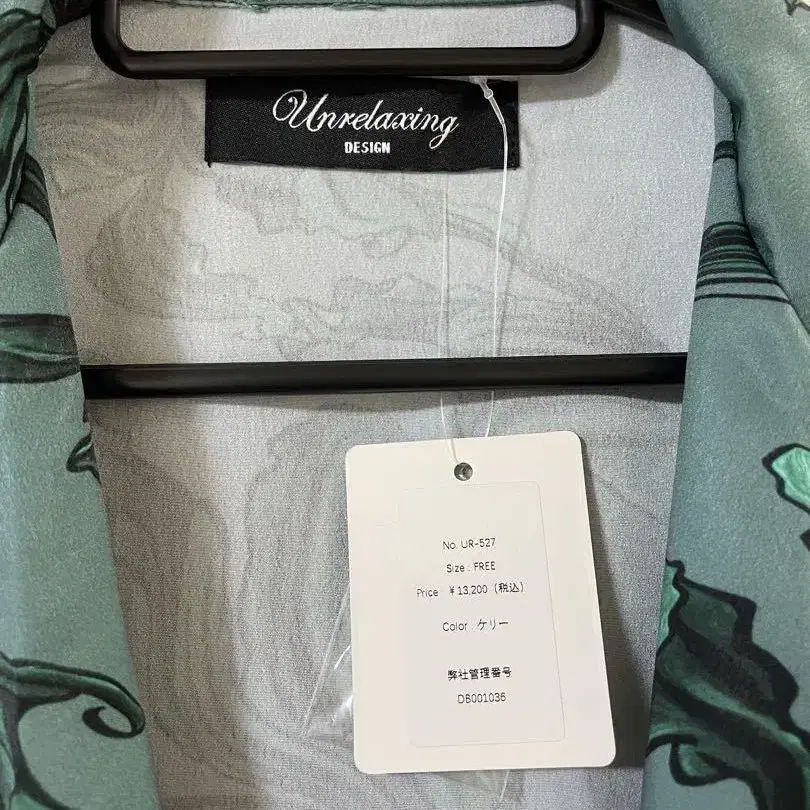 Unrelaxing
DESIGN
No. UR-527
Size : FREE
Price : ¥13,200 (税込)
Color : ケリー
弊社管理番号
DB001036